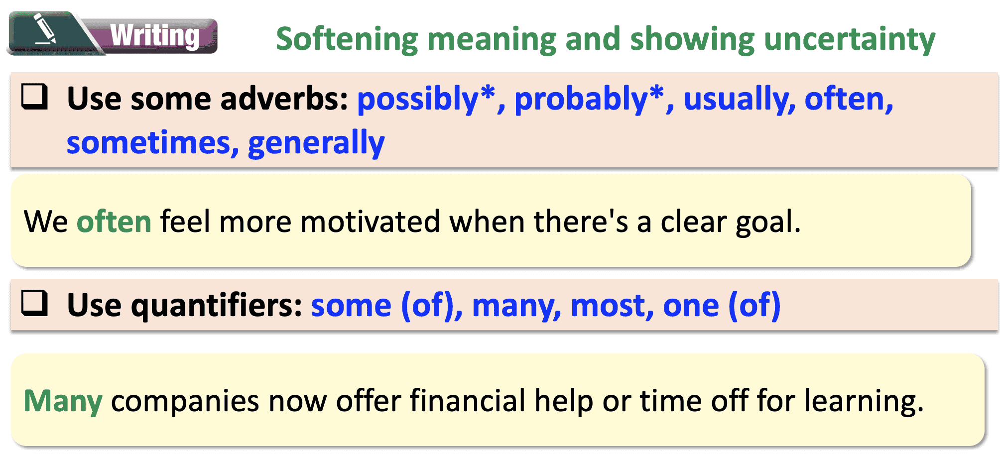 Writing
Softening meaning and showing uncertainty
Use some adverbs: possibly*, probably*, usually, often,
sometimes, generally
We often feel more motivated when there's a clear goal.
Use quantifiers: some (of), many, most, one (of)
Many companies now offer financial help or time off for learning.